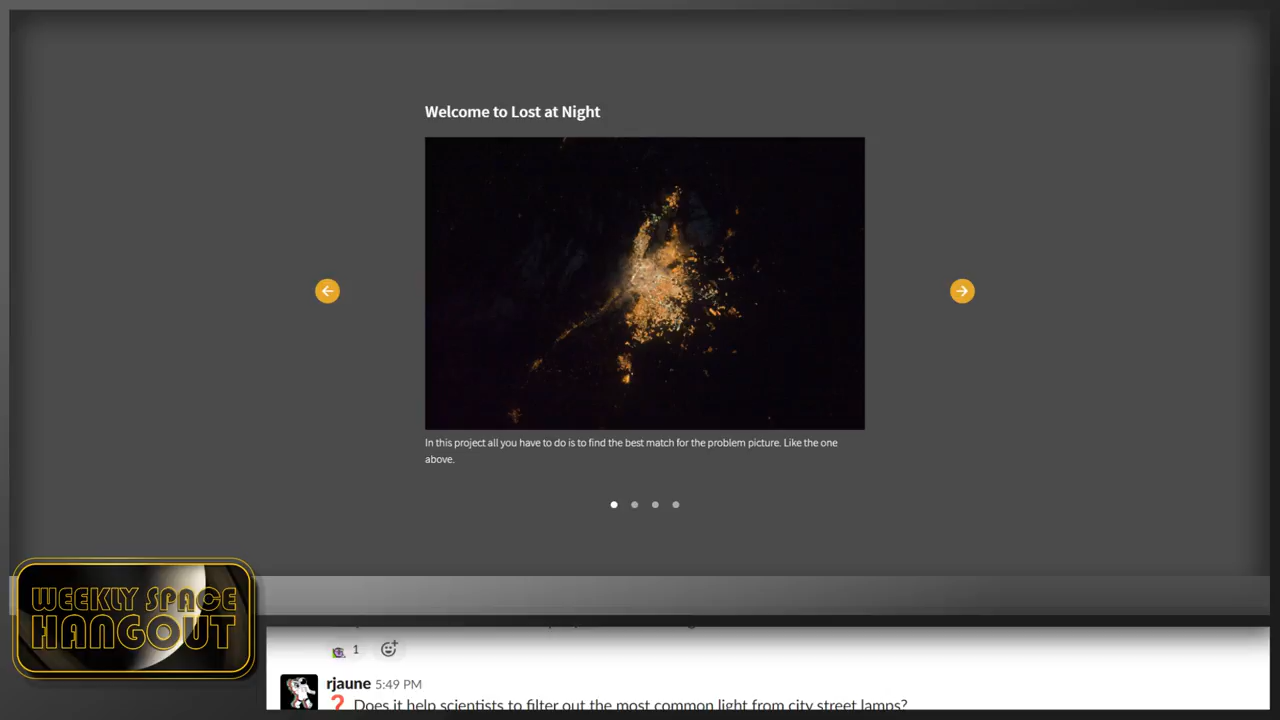 Welcome to Lost at Night
In this project all you have to do is to find the best match for the problem picture. Like the one
above.
WEEKLY SPACE
HANGOUT
1
rjaune 5:49 PM
❓ Does it help scientists to filter out the most common light from city street lamps?